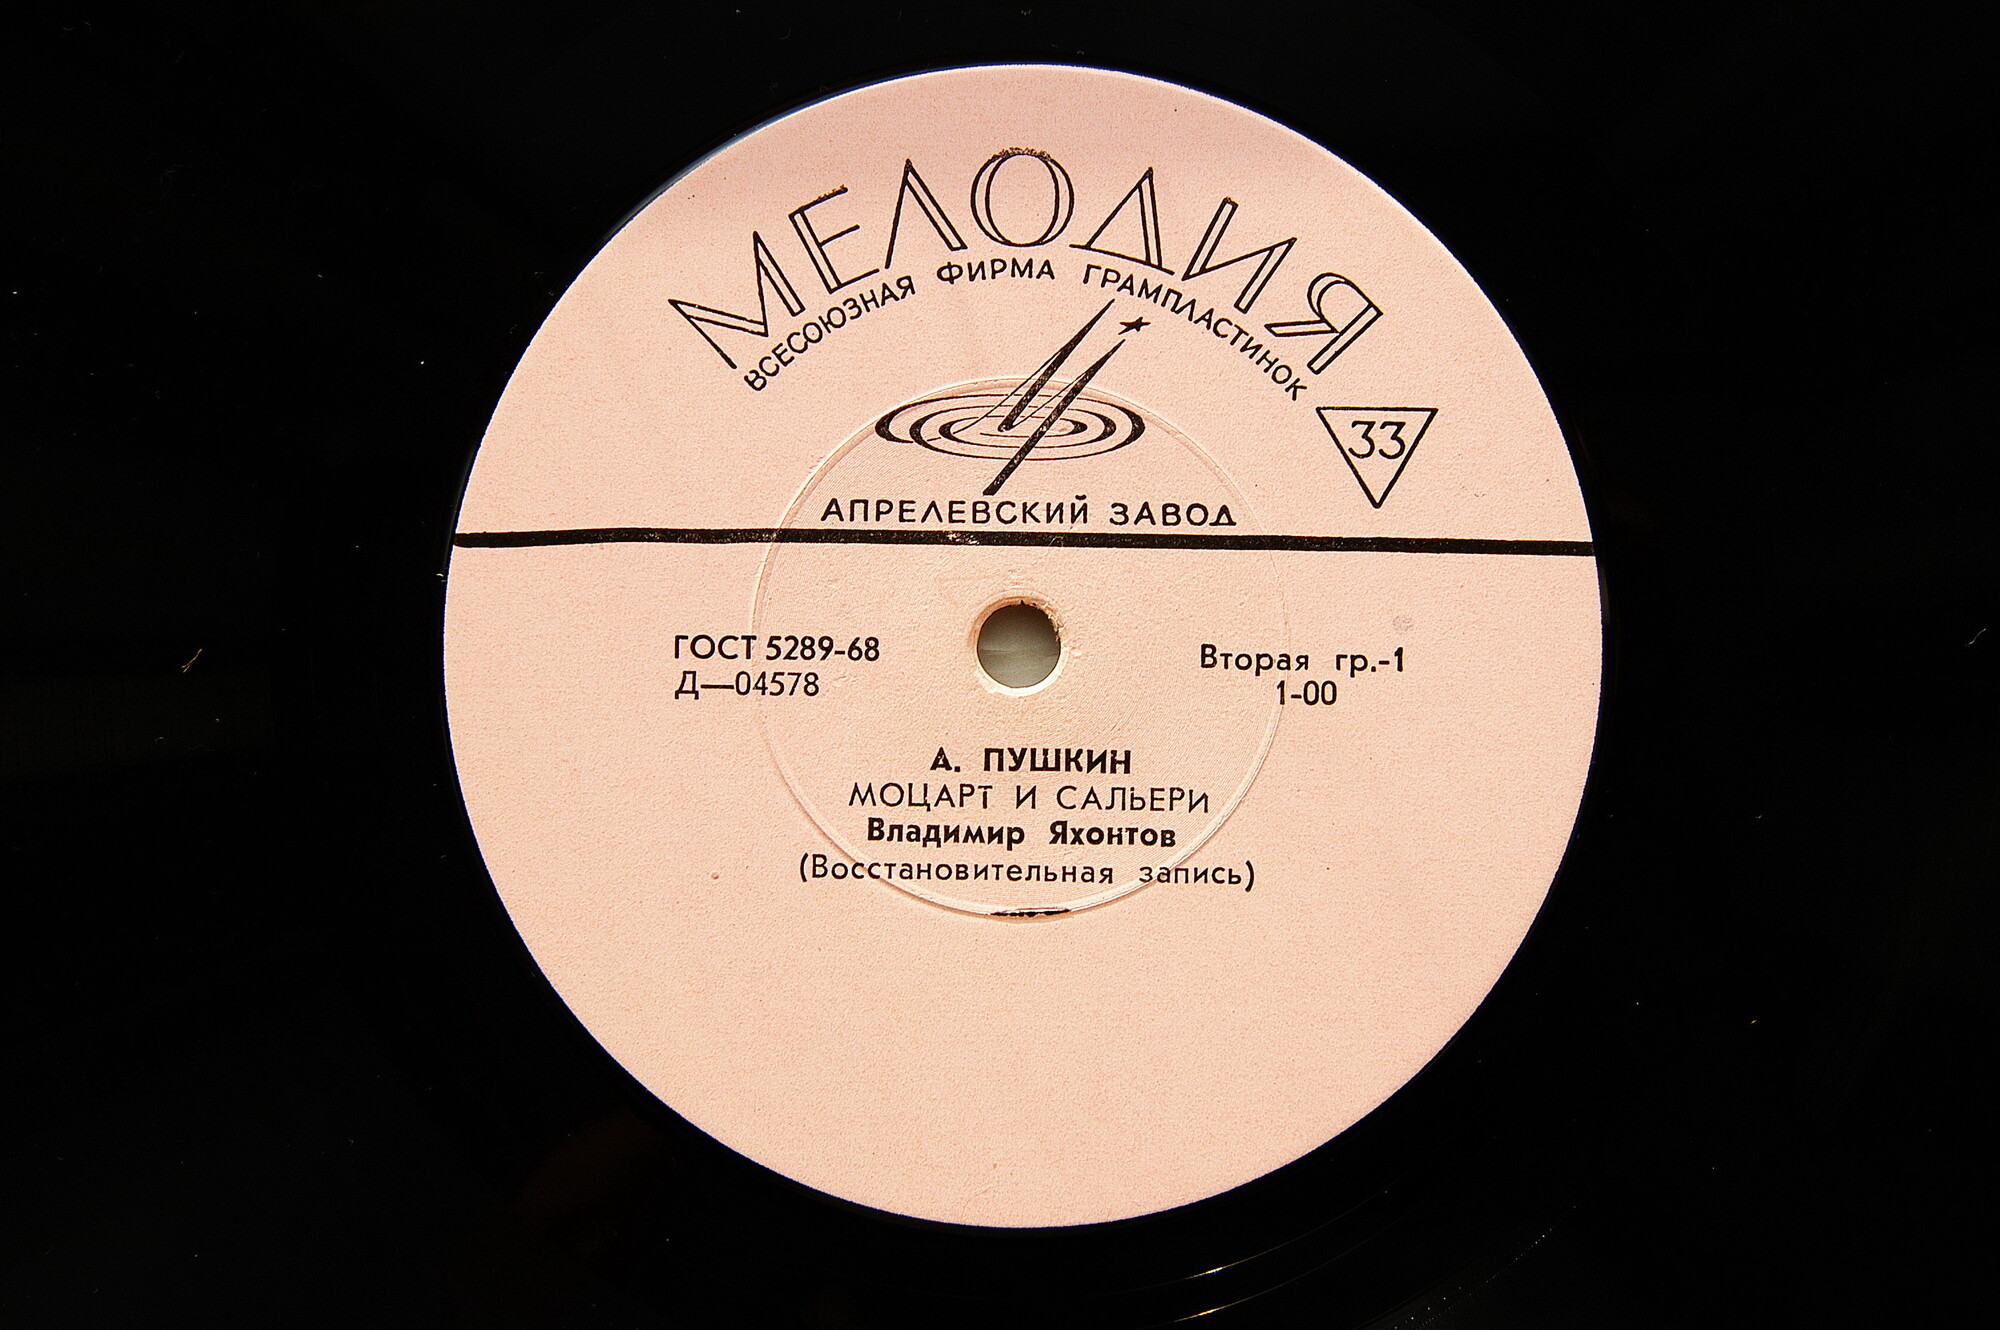 МЕЛОДИЯ
ВСЕСОЮЗНАЯ ФИРМА ГРАМПЛАСТИНОК
33
АПРЕЛЕВСКИЙ ЗАВОД
ГОСТ 5289-68
Д—04578
Вторая гр.-1
1-00
А. ПУШКИН
МОЦАРТ И САЛЬЕРИ
Владимир Яхонтов
(Восстановительная запись)